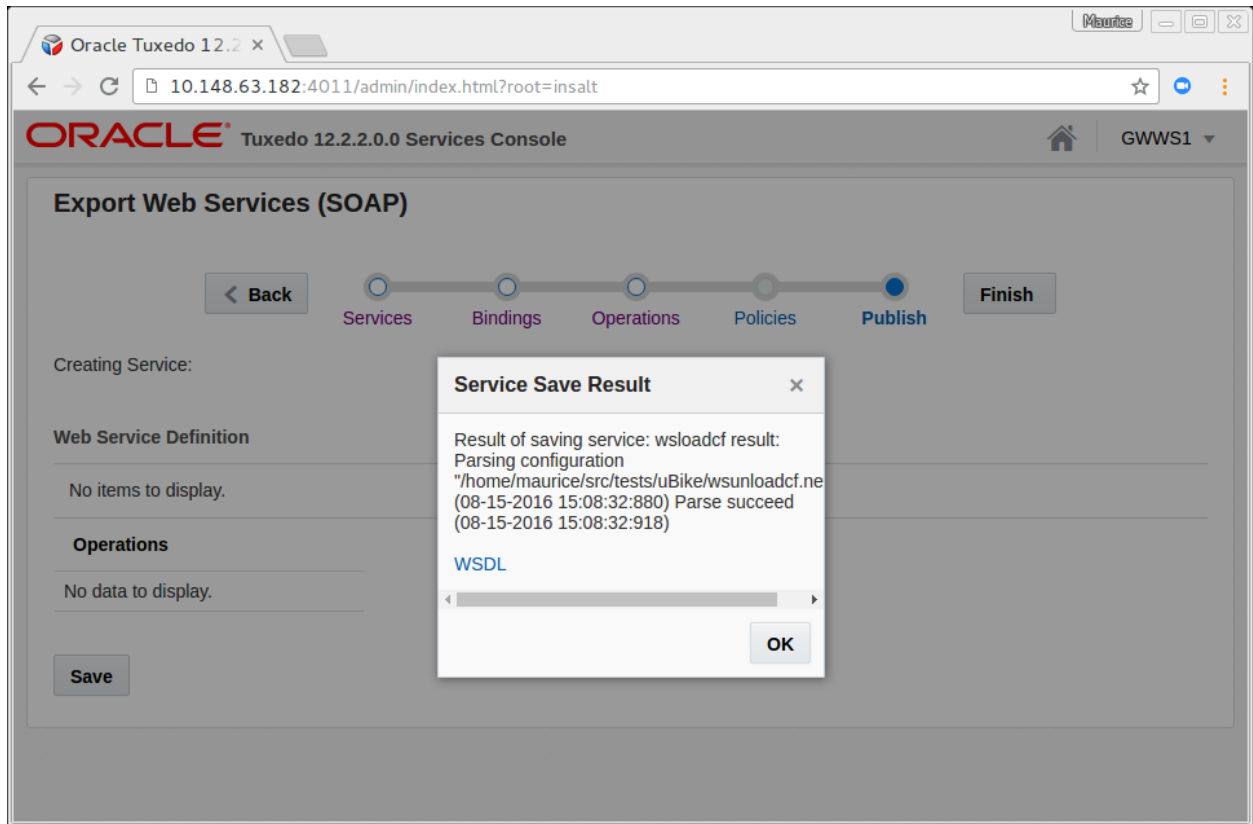 Maurice
Oracle Tuxedo 12.2
10.148.63.182:4011/admin/index.html?root=insalt
ORACLE Tuxedo 12.2.2.0.0 Services Console GWWS1
Export Web Services (SOAP)
Back Finish
Services Bindings Operations Policies Publish
Creating Service:
Service Save Result
Web Service Definition
Result of saving service: wsloadcf result:
Parsing configuration
"/home/maurice/src/tests/uBike/wsunloadcf.ne
(08-15-2016 15:08:32:880) Parse succeed
(08-15-2016 15:08:32:918)
No items to display.
Operations
WSDL
No data to display.
OK
Save